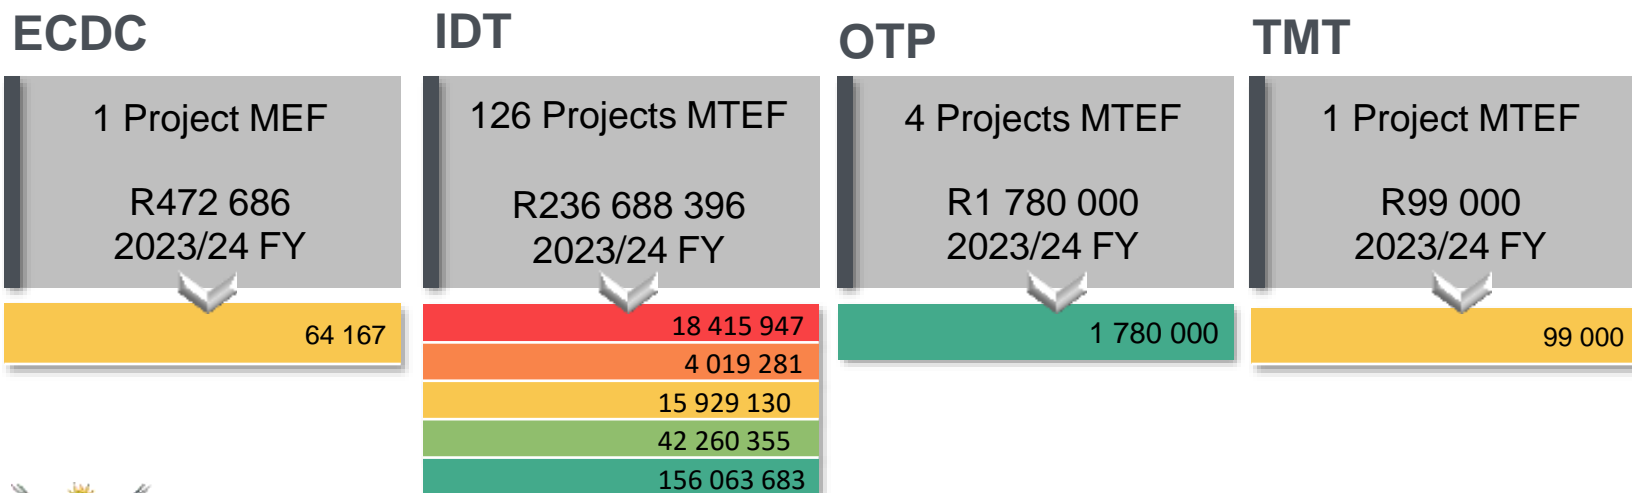 ECDC
1 Project MEF
R472 686
2023/24 FY
64 167
IDT
126 Projects MTEF
R236 688 396
2023/24 FY
18 415 947
4 019 281
15 929 130
42 260 355
156 063 683
OTP
4 Projects MTEF
R1 780 000
2023/24 FY
1 780 000
TMT
1 Project MTEF
R99 000
2023/24 FY
99 000